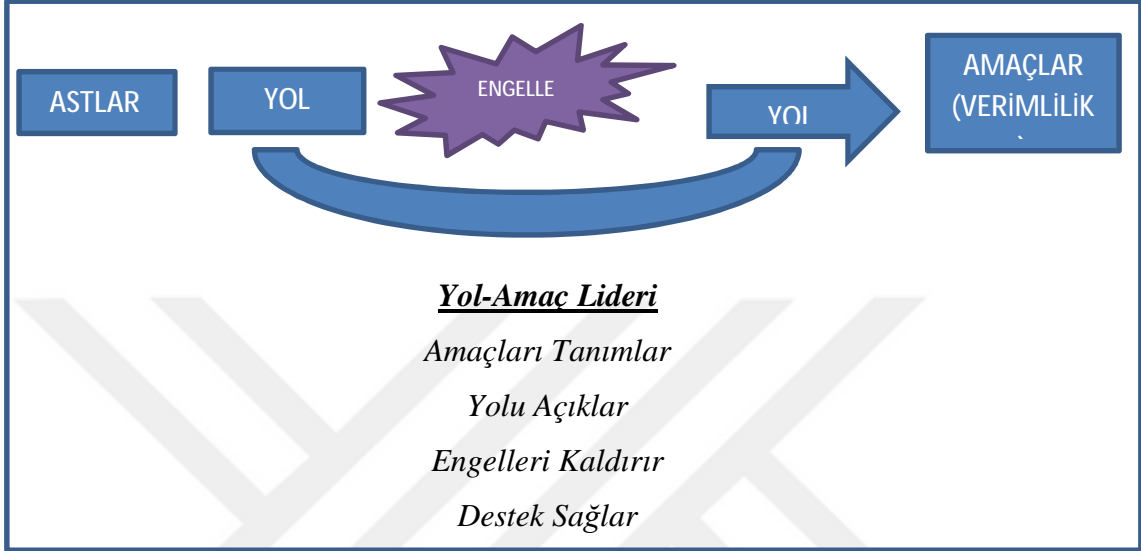 ASTLAR
YOL
ENGELLE
YOL
AMAÇLAR
(VERİMLİLİK
Yol-Amaç Lideri
Amaçları Tanımlar
Yolu Açıklar
Engelleri Kaldırır
Destek Sağlar